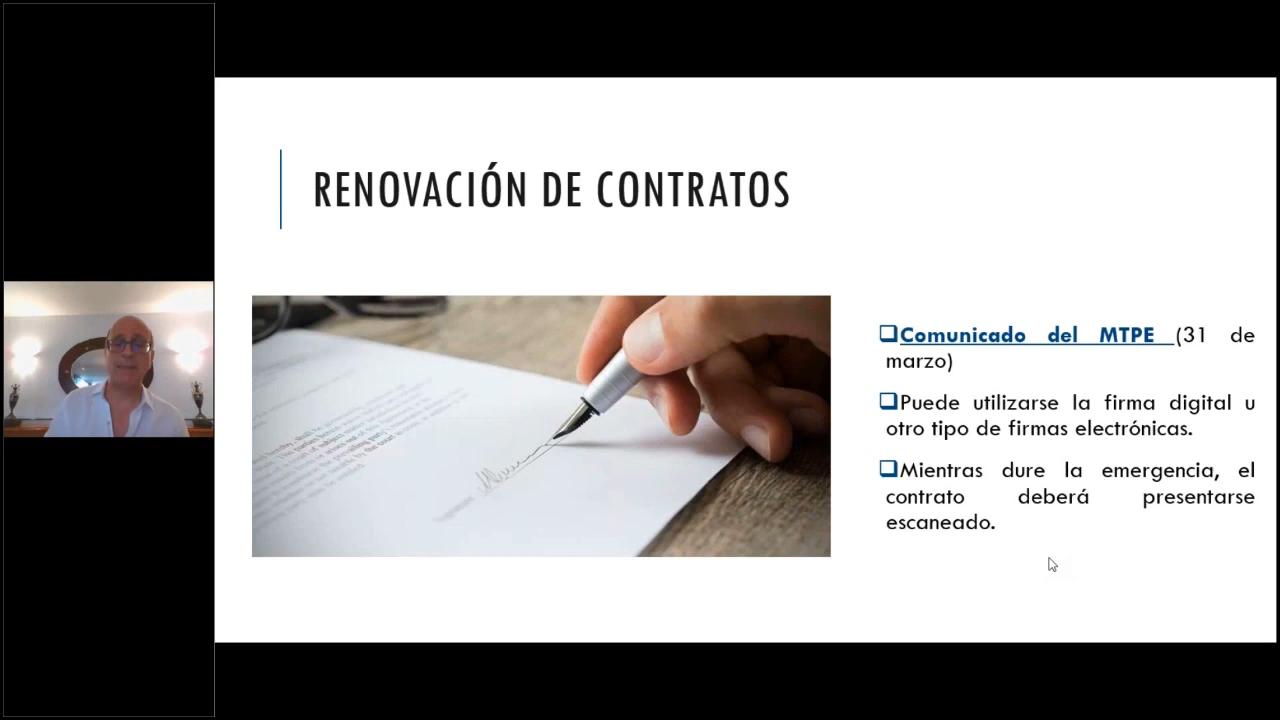 RENOVACIÓN DE CONTRATOS
Comunicado del MTPE (31 de
marzo)
Puede utilizarse la firma digital u
otro tipo de firmas electrónicas.
Mientras dure la emergencia, el
contrato deberá presentarse
escaneado.